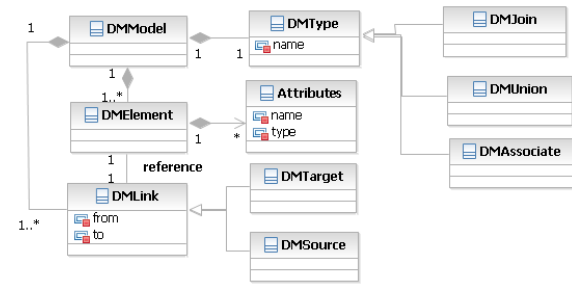 DMModel
1
1
1
1
1..*
DMType
name
DMJoin
DMUnion
DMAssociate
DMElement
1
*
Attributes
name
type
1
reference
1
DMLink
from
to
1..*
DMTarget
DMSource